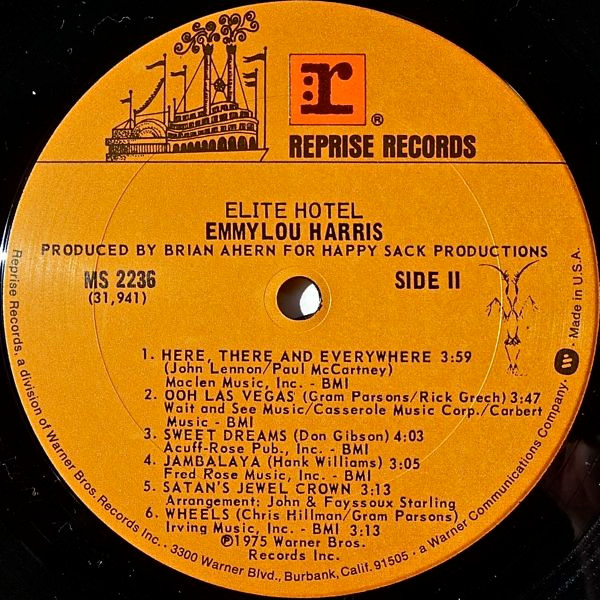 r
®
REPRISE RECORDS
ELITE HOTEL
EMMYLOU HARRIS
PRODUCED BY BRIAN AHERN FOR HAPPY SACK PRODUCTIONS
MS 2236
(31,941)
SIDE II
1. HERE, THERE AND EVERYWHERE 3:59
(John Lennon/Paul McCartney)
Maclen Music, Inc. - BMI
2. OOH LAS VEGAS (Gram Parsons/Rick Grech) 3:47
Wait and See Music/Casserole Music Corp./Carbert
Music - BMI
3. SWEET DREAMS (Don Gibson) 4:03
Acuff-Rose Pub., Inc. - BMI
4. JAMBALAYA (Hank Williams) 3:05
Fred Rose Music, Inc. - BMI
5. SATAN'S JEWEL CROWN 3:13
Arrangement: John & Fayssoux Starling
6. WHEELS (Chris Hillman/Gram Parsons)
Irving Music, Inc. - BMI 3:13
Ⓟ1975 Warner Bros.
Records Inc.
Reprise Records, a division of Warner Bros. Records Inc., 3300 Warner Blvd., Burbank, Calif. 91505 · a Warner Communications Company. W · Made in U.S.A.